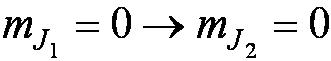 m_{J_1} = 0 → m_{J_2} = 0